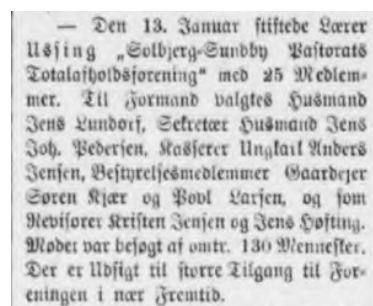 — Den 13. Januar stiftede Lærer
Ussing „Solbjerg-Sundby Pastorats
Totalafholdsforening“ med 25 Medlem-
mer. Til Formand valgtes Husmand
Jens Lundorf, Sekretær Husmand Jens
Joh. Pedersen, Kasserer Ungkarl Anders
Jensen, Bestyrelsesmedlemmer Gaardejer
Søren Kjær og Povl Larsen, og som
Revisorer Kristen Jensen og Jens Høfting.
Mødet var besøgt af omtr. 130 Mennesker.
Der er Udsigt til større Tilgang til For-
eningen i nær Fremtid.